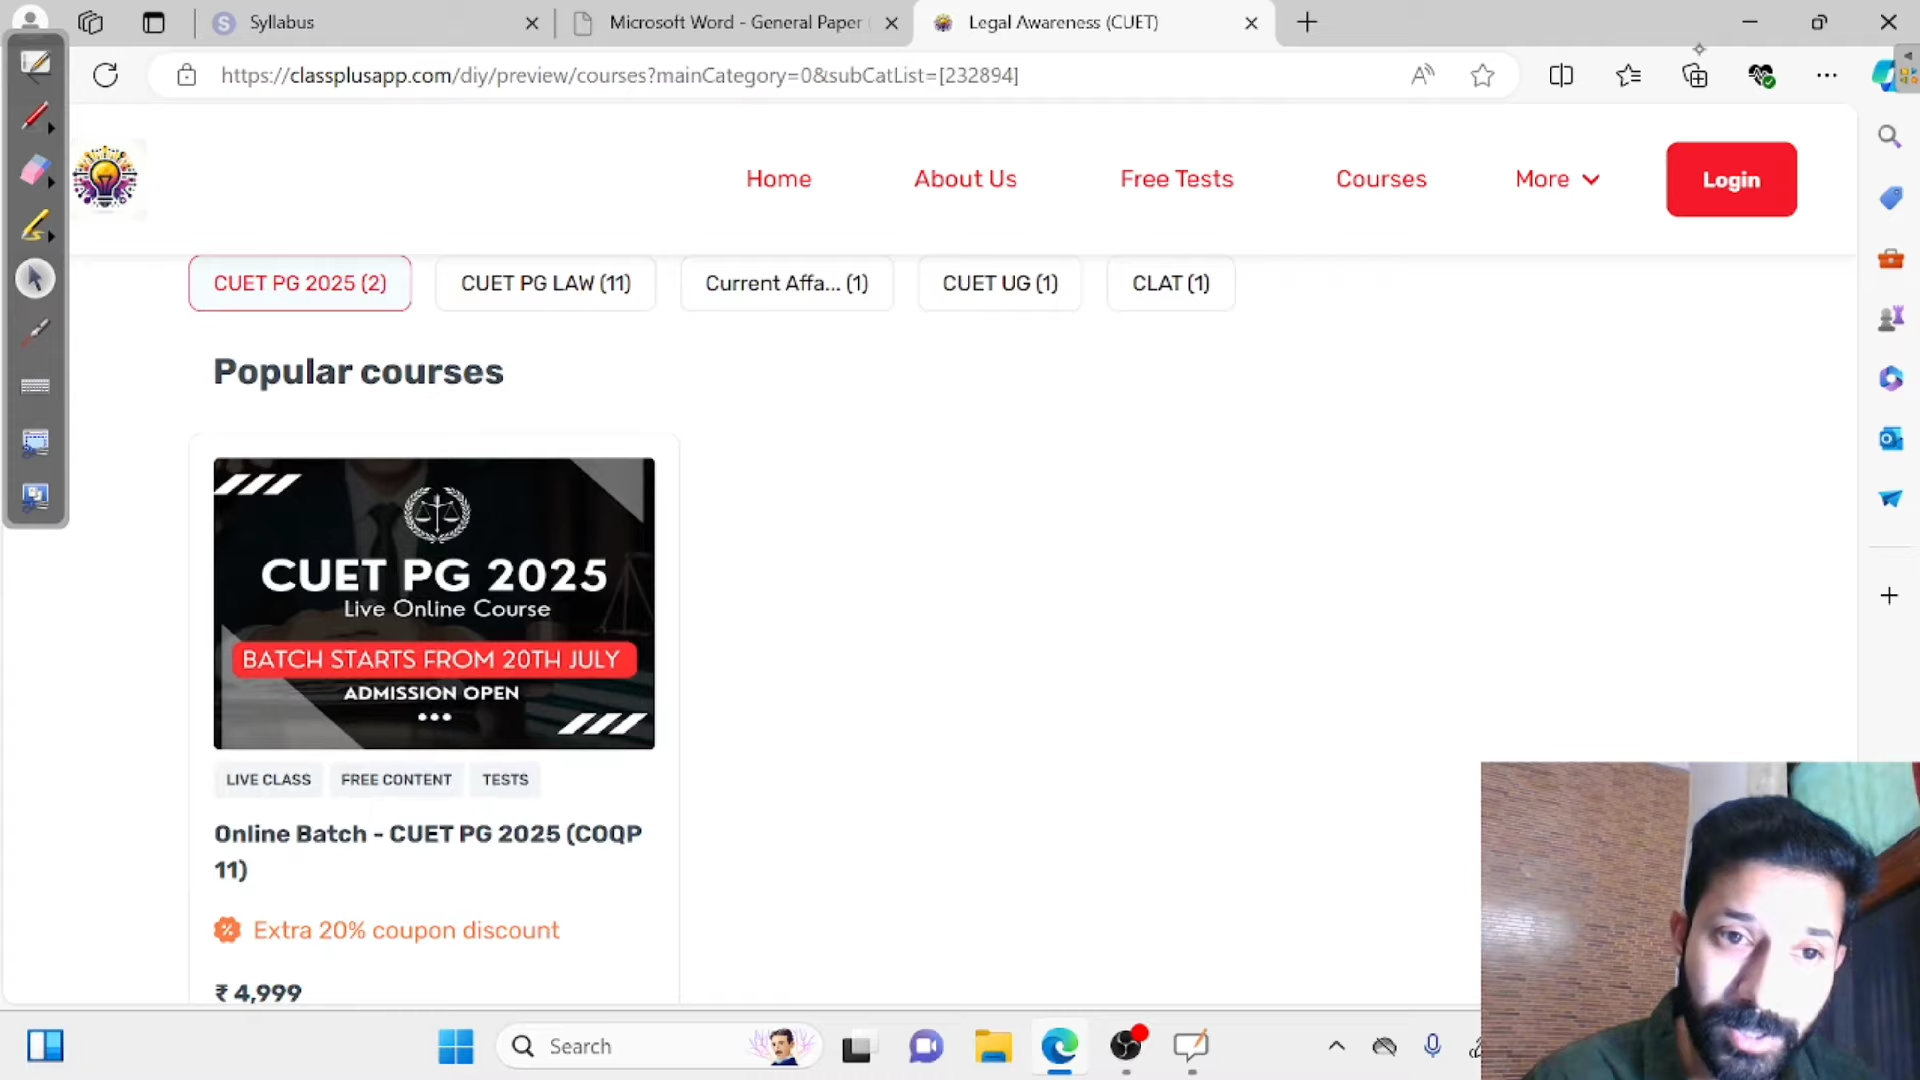 Syllabus
Microsoft Word - General Paper (
Legal Awareness (CUET)
https://classplusapp.com/diy/preview/courses?mainCategory=0&subCatList=[232894]
Home
About Us
Free Tests
Courses
More
Login
CUET PG 2025 (2)
CUET PG LAW (11)
Current Affa... (1)
CUET UG (1)
CLAT (1)
Popular courses
CUET PG 2025
Live Online Course
BATCH STARTS FROM 20TH JULY
ADMISSION OPEN
LIVE CLASS
FREE CONTENT
TESTS
Online Batch - CUET PG 2025 (COQP
11)
Extra 20% coupon discount
₹ 4,999
Search